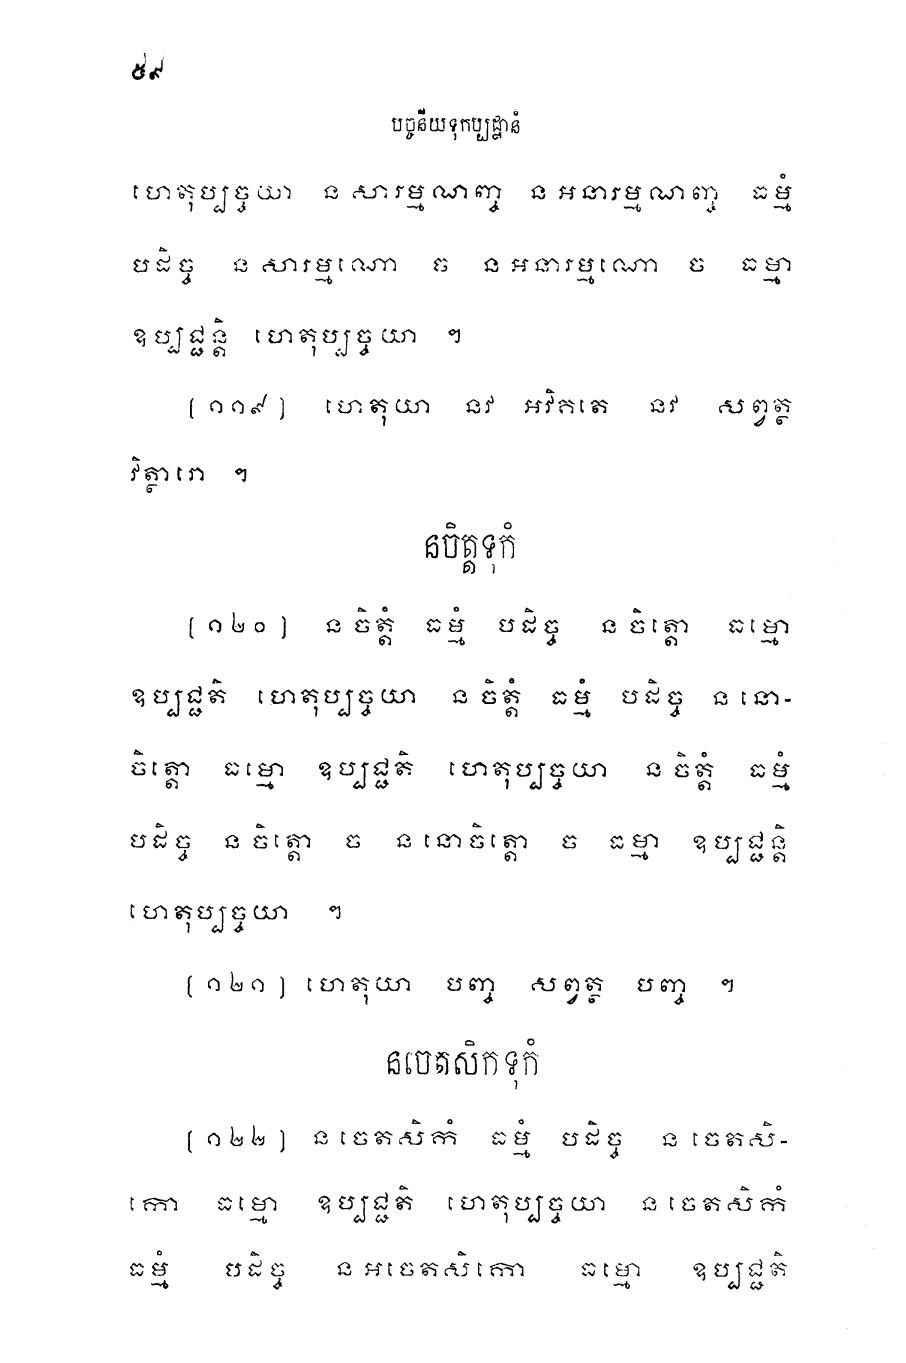 ៥៩
បច្ចនីយទុកប្បដ្ឋានំ
ហេតុប្បច្ចយា នសារម្មណញ្ច នអនារម្មណញ្ច ធម្មំ
បដិច្ច នសារម្មណោ ច នអនារម្មណោ ច ធម្មា
ឧប្បជ្ជន្តិ ហេតុប្បច្ចយា ។
[១១៩] ហេតុយា នវ អវិគតេ នវ សព្វត្ថ
វិត្ថារោ ។
នចិត្តទុកំ
[១២០] នចិត្តំ ធម្មំ បដិច្ច នចិត្តោ ធម្មោ
ឧប្បជ្ជតិ ហេតុប្បច្ចយា នចិត្តំ ធម្មំ បដិច្ច ននោ-
ចិត្តោ ធម្មោ ឧប្បជ្ជតិ ហេតុប្បច្ចយា នចិត្តំ ធម្មំ
បដិច្ច នចិត្តោ ច ននោចិត្តោ ច ធម្មា ឧប្បជ្ជន្តិ
ហេតុប្បច្ចយា ។
[១២១] ហេតុយា បញ្ច សព្វត្ថ បញ្ច ។
នចេតសិកទុកំ
[១២២] នចេតសិកំ ធម្មំ បដិច្ច នចេតសិ-
កោ ធម្មោ ឧប្បជ្ជតិ ហេតុប្បច្ចយា នចេតសិកំ
ធម្មំ បដិច្ច នអចេតសិកោ ធម្មោ ឧប្បជ្ជតិ